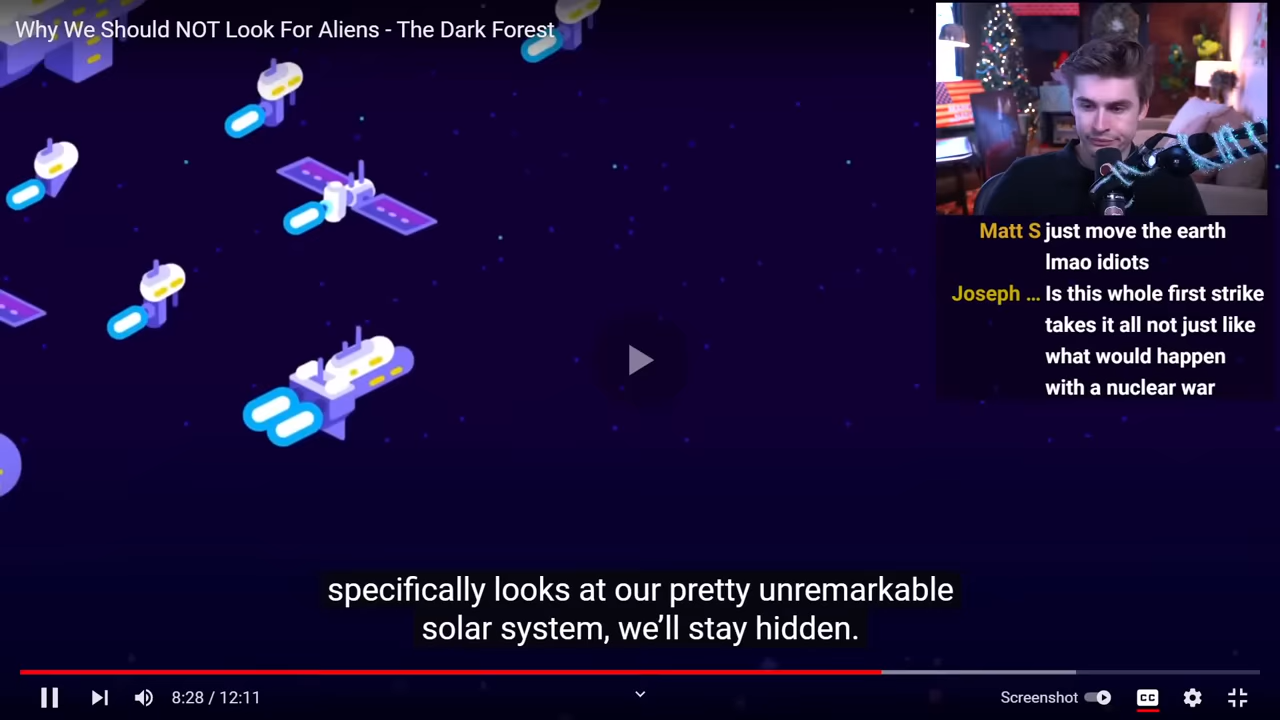 Why We Should NOT Look For Aliens - The Dark Forest
Matt S just move the earth
lmao idiots
Joseph ... Is this whole first strike
takes it all not just like
what would happen
with a nuclear war
specifically looks at our pretty unremarkable
solar system, we’ll stay hidden.
8:28 / 12:11
Screenshot
CC